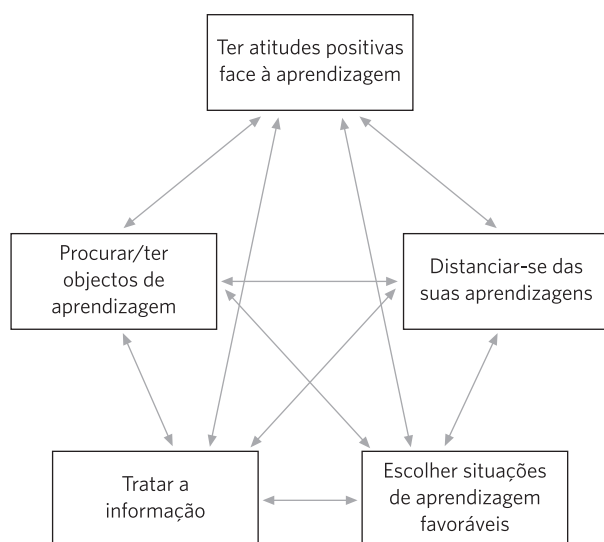 Ter atitudes positivas
face à aprendizagem
Procurar/ter
objectos de
aprendizagem
Distanciar-se das
suas aprendizagens
Tratar a
informação
Escolher situações
de aprendizagem
favoráveis